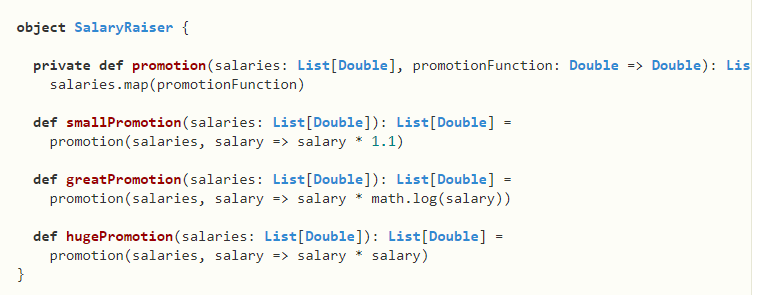 object SalaryRaiser {
private def promotion(salaries: List[Double], promotionFunction: Double => Double): Lis
salaries.map(promotionFunction)
def smallPromotion(salaries: List[Double]): List[Double] =
promotion(salaries, salary => salary * 1.1)
def greatPromotion(salaries: List[Double]): List[Double] =
promotion(salaries, salary => salary * math.log(salary))
def hugePromotion(salaries: List[Double]): List[Double] =
promotion(salaries, salary => salary * salary)
}